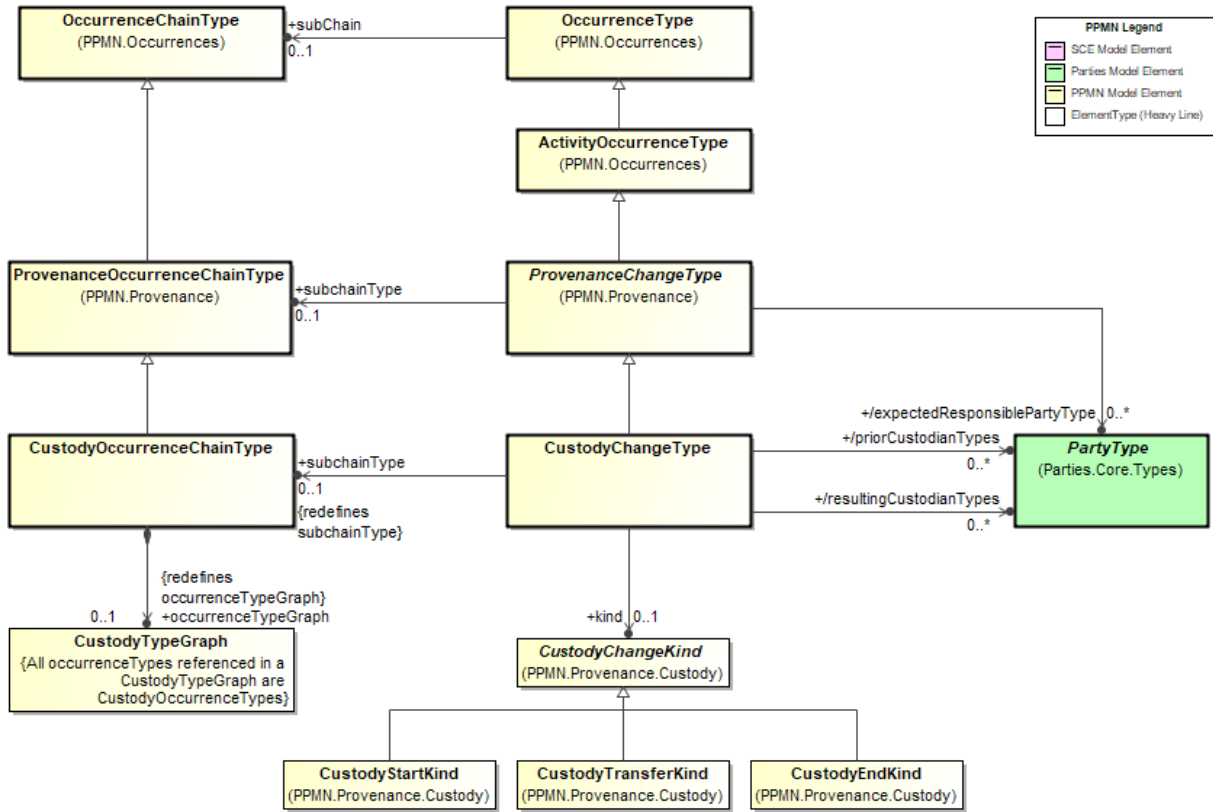 OccurrenceChainType
(PPMN.Occurrences)
+subChain
0..1
OccurrenceType
(PPMN.Occurrences)
PPMN Legend
SCE Model Element
Parties Model Element
PPMN Model Element
ElementType (Heavy Line)
ActivityOccurrenceType
(PPMN.Occurrences)
ProvenanceOccurrenceChainType
(PPMN.Provenance)
+subchainType
0..1
ProvenanceChangeType
(PPMN.Provenance)
+/expectedResponsiblePartyType
0..*
CustodyOccurrenceChainType
+subchainType
0..1
{redefines
subchainType}
CustodyChangeType
+/priorCustodianTypes
0..*
+/resultingCustodianTypes
0..*
PartyType
(Parties.Core.Types)
{redefines
occurrenceTypeGraph}
0..1
+occurrenceTypeGraph
CustodyTypeGraph
{All occurrenceTypes referenced in a
CustodyTypeGraph are
CustodyOccurrenceTypes}
+kind
0..1
CustodyChangeKind
(PPMN.Provenance.Custody)
CustodyStartKind
(PPMN.Provenance.Custody)
CustodyTransferKind
(PPMN.Provenance.Custody)
CustodyEndKind
(PPMN.Provenance.Custody)